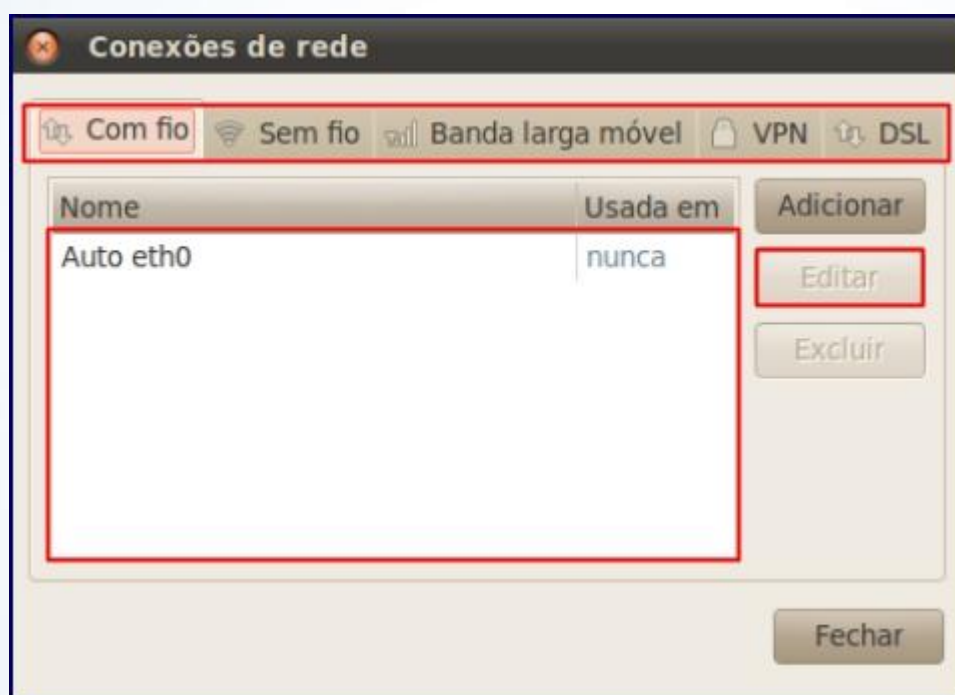 Conexões de rede
Com fio Sem fio Banda larga móvel VPN DSL
Nome Usada em Adicionar
Auto eth0 nunca
Editar
Excluir
Fechar